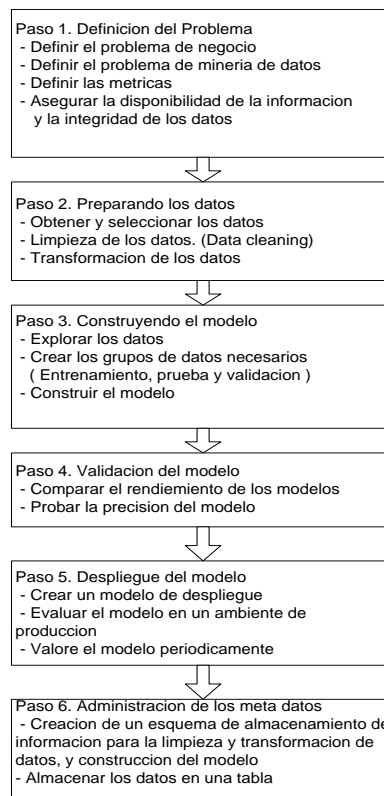 Paso 1. Definicion del Problema
- Definir el problema de negocio
- Definir el problema de mineria de datos
- Definir las metricas
- Asegurar la disponibilidad de la informacion
y la integridad de los datos
Paso 2. Preparando los datos
- Obtener y seleccionar los datos
- Limpieza de los datos. (Data cleaning)
- Transformacion de los datos
Paso 3. Construyendo el modelo
- Explorar los datos
- Crear los grupos de datos necesarios
( Entrenamiento, prueba y validacion )
- Construir el modelo
Paso 4. Validacion del modelo
- Comparar el rendiemiento de los modelos
- Probar la precision del modelo
Paso 5. Despliegue del modelo
- Crear un modelo de despliegue
- Evaluar el modelo en un ambiente de
produccion
- Valore el modelo periodicamente
Paso 6. Administracion de los meta datos
- Creacion de un esquema de almacenamiento de
informacion para la limpieza y transformacion de
datos, y construccion del modelo
- Almacenar los datos en una tabla